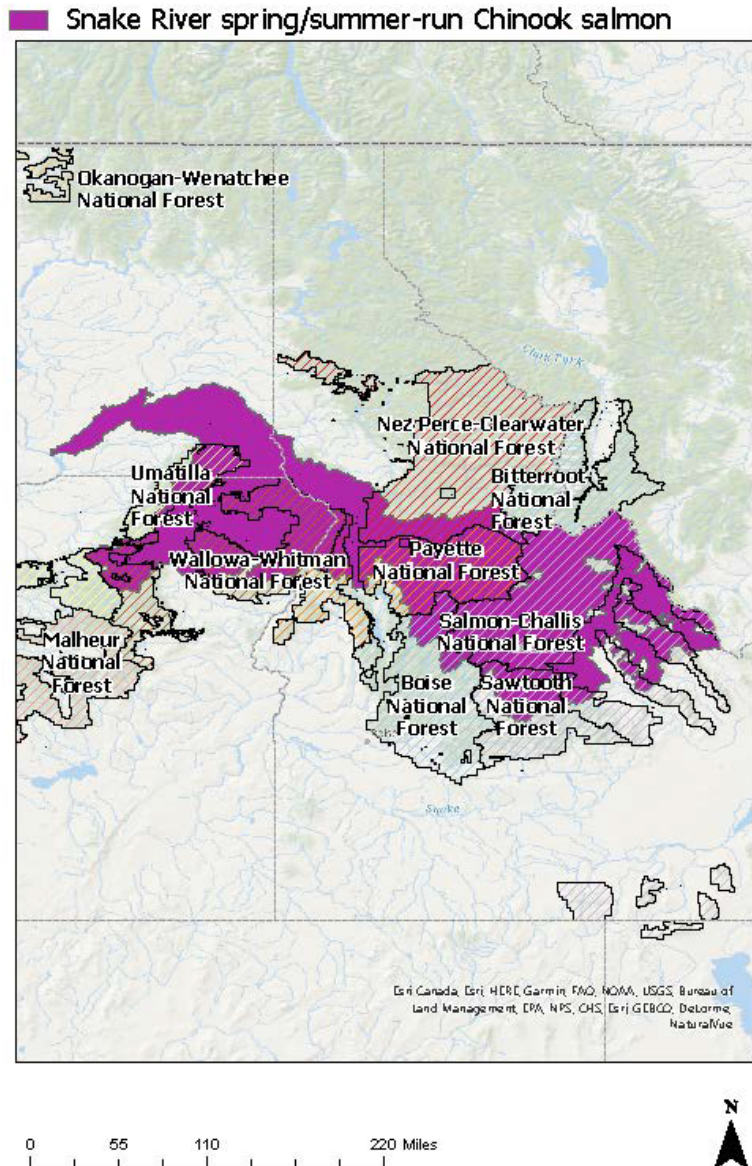 Snake River spring/summer-run Chinook salmon
Okanogan-Wenatchee
National Forest
Clark Fork
Nez Perce-Clearwater
National Forest
Umatilla
National
Forest
Bitterroot
National
Forest
Wallowa-Whitman
National Forest
Payette
National Forest
Salmon-Challis
National Forest
Malheur
National
Forest
Boise
National
Forest
Sawtooth
National
Forest
Snake
Esri Canada, Esri, HERE, Garmin, FAO, NOAA, USGS, Bureau of
Land Management, EPA, NPS, CHS, Esri, GEBCO, DeLorme,
NaturalVue
N
0 55 110 220 Miles